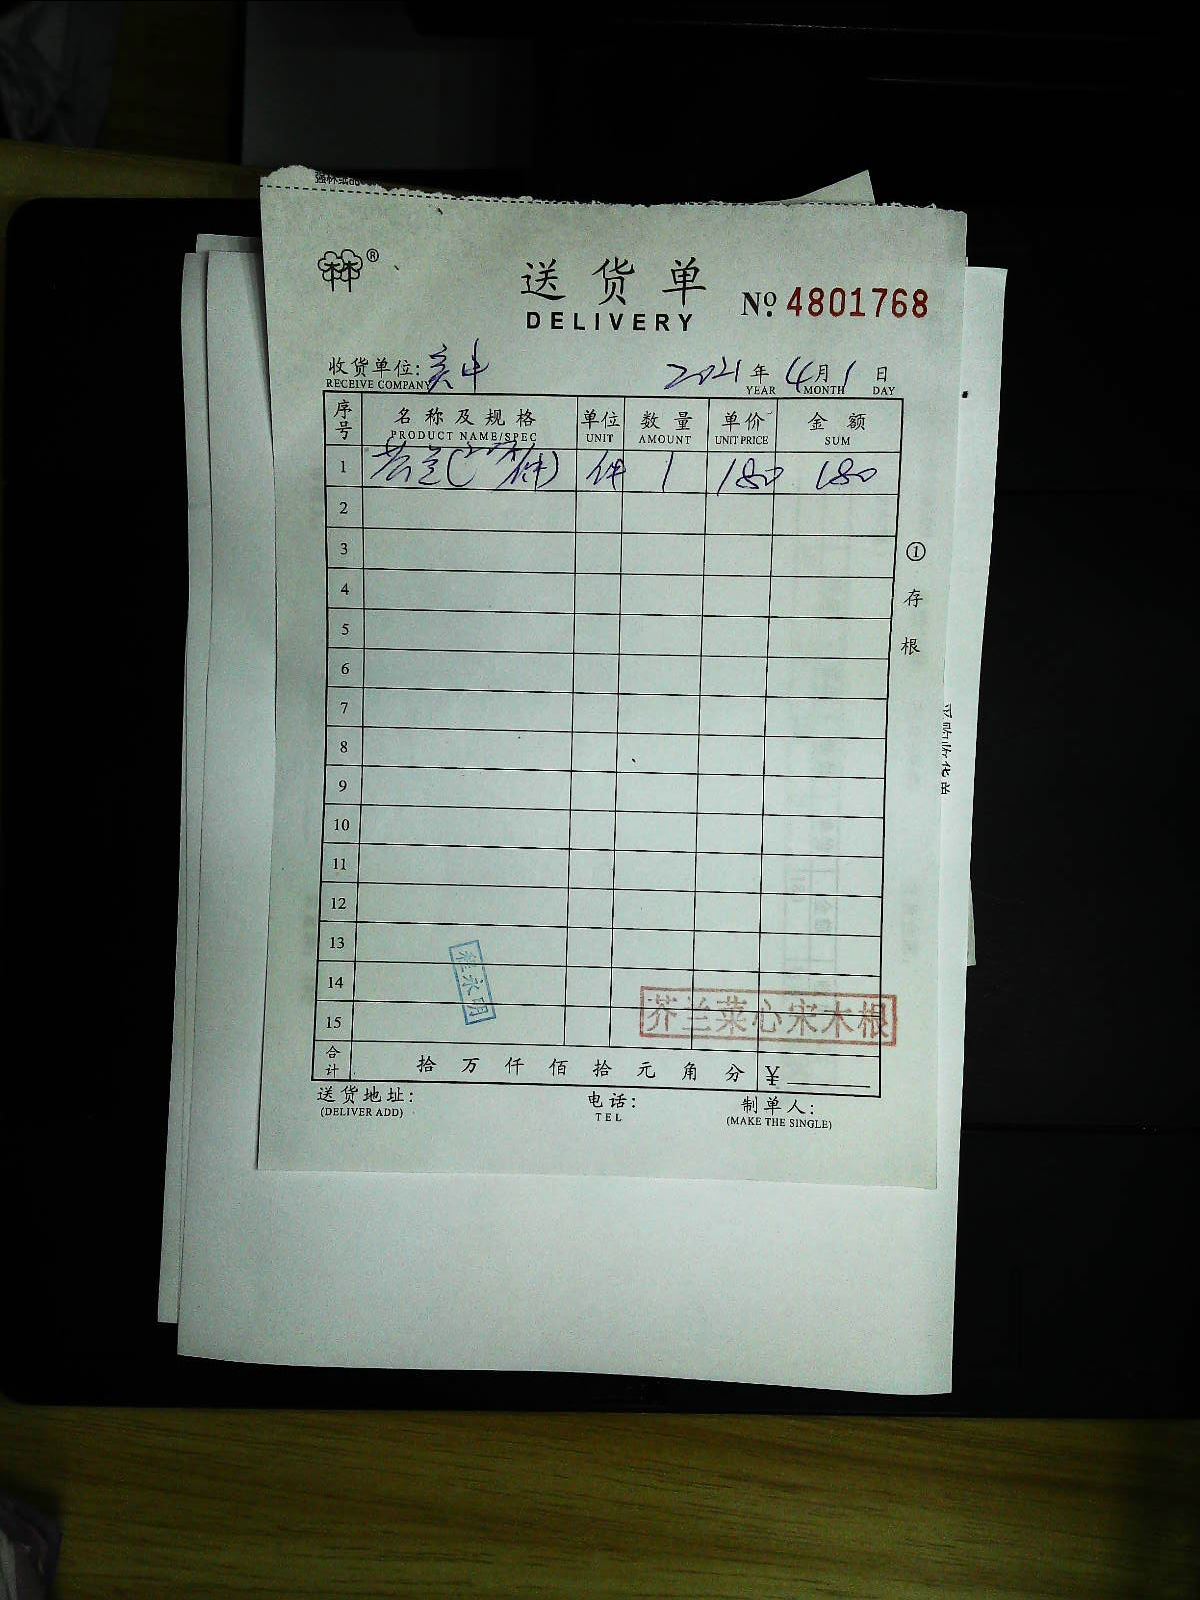 ®
送货单
DELIVERY
№ 4801768
收货单位:
RECEIVE COMPANY
2021 年 4 月 1 日
YEAR MONTH DAY
序号 名称及规格 单位 数量 单价 金额
PRODUCT NAME/SPEC UNIT AMOUNT UNIT PRICE SUM
1 件 1 180 180
2
3
4
5
6
7
8
9
10
11
12
13
14
15
①存根
程永明
芥兰菜心宋木根
合计 拾 万 仟 佰 拾 元 角 分 ¥
送货地址: 电话: 制单人:
(DELIVER ADD) TEL (MAKE THE SINGLE)